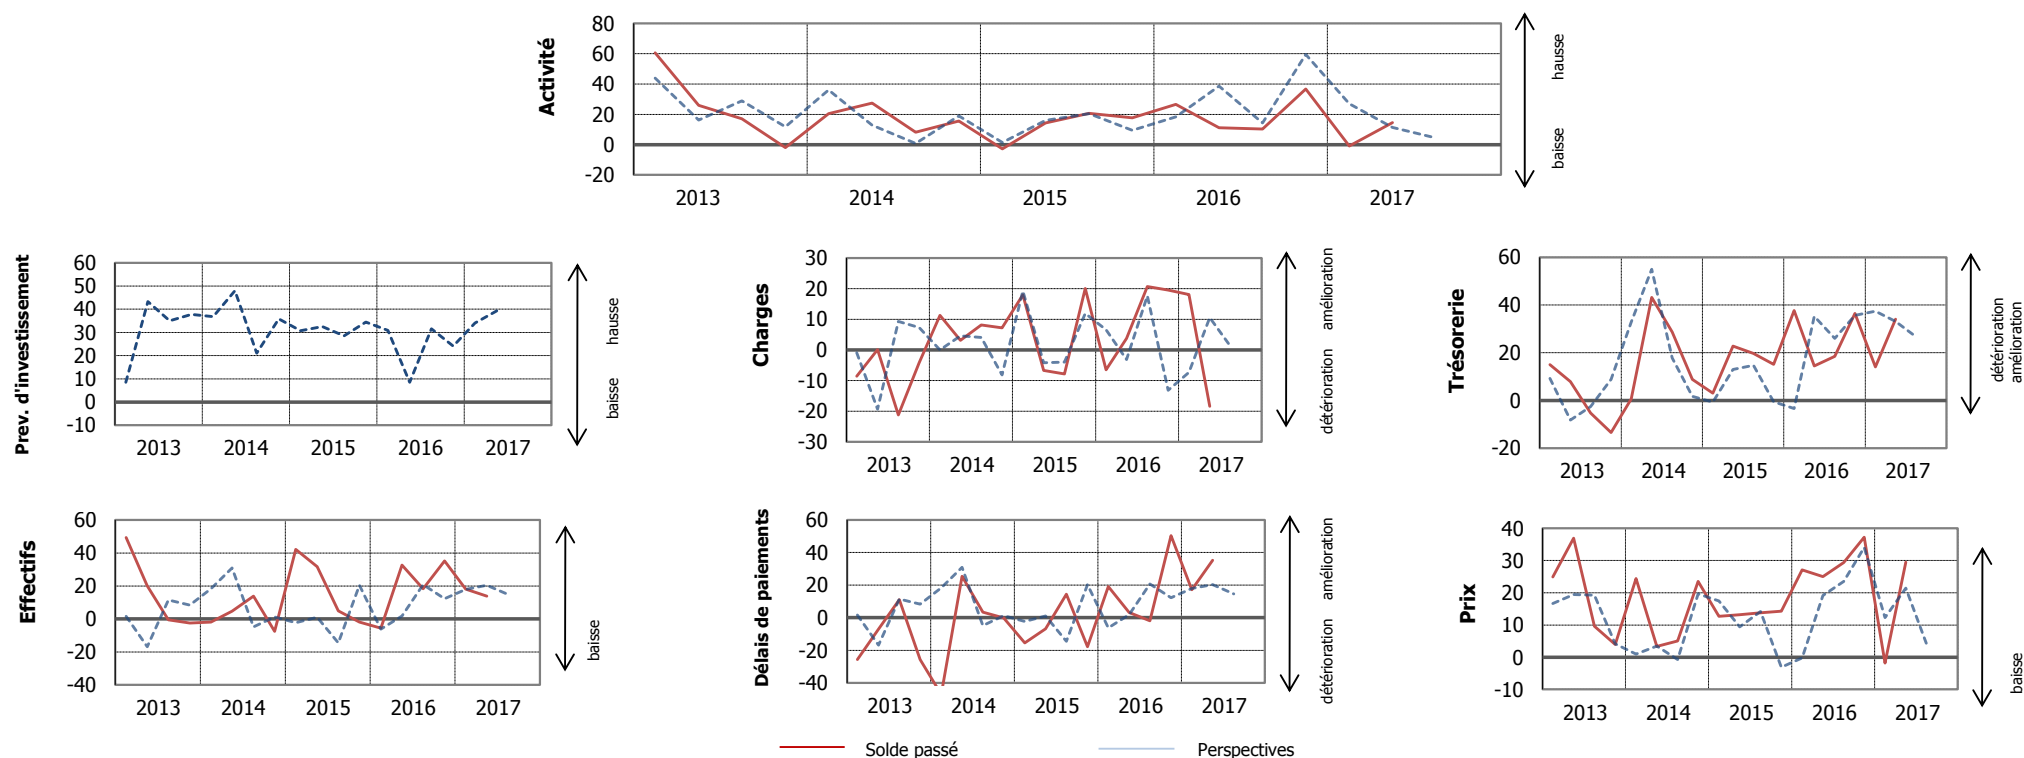 Activité
80
60
40
20
0
-20
2013 2014 2015 2016 2017
hausse
baisse
Prev. d'investissement
60
50
40
30
20
10
0
-10
2013 2014 2015 2016 2017
hausse
baisse
Charges
30
20
10
0
-10
-20
-30
2013 2014 2015 2016 2017
amélioration
détérioration
Trésorerie
60
40
20
0
-20
2013 2014 2015 2016 2017
détérioration
amélioration
Effectifs
60
40
20
0
-20
-40
2013 2014 2015 2016 2017
baisse
Délais de paiements
60
40
20
0
-20
-40
2013 2014 2015 2016 2017
amélioration
détérioration
Prix
40
30
20
10
0
-10
2013 2014 2015 2016 2017
baisse
Solde passé Perspectives